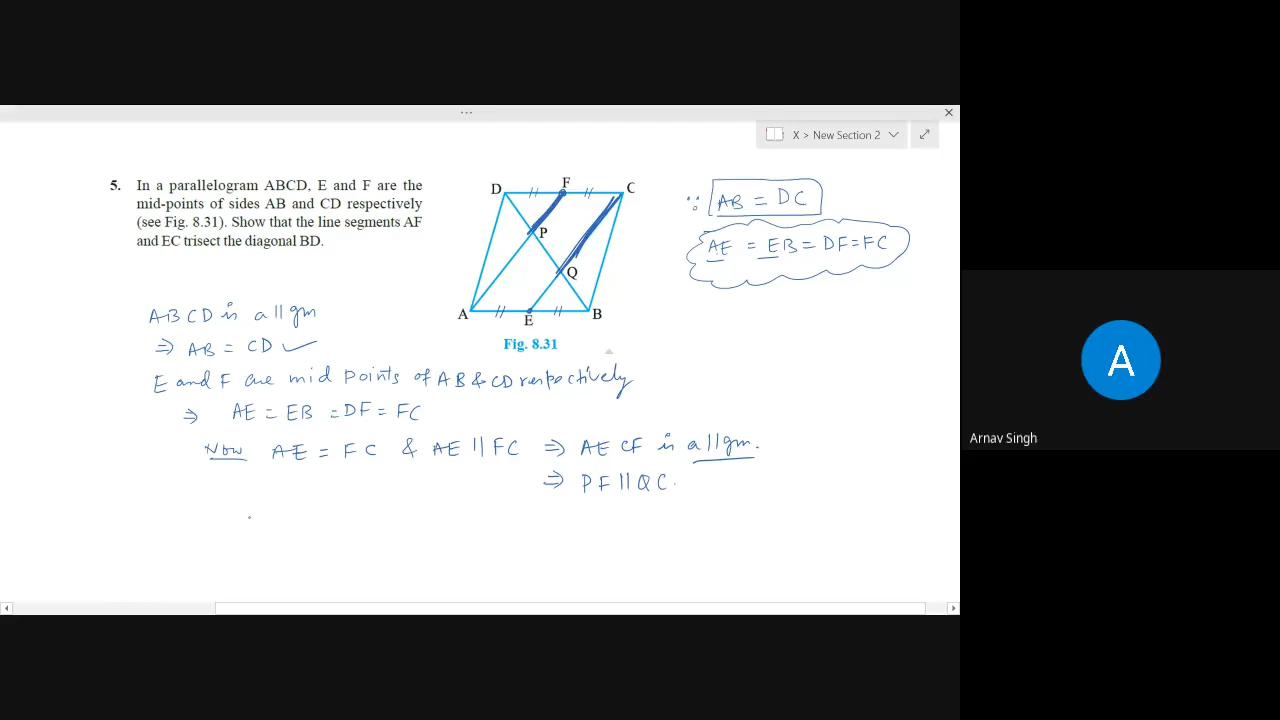 X > New Section 2
5. In a parallelogram ABCD, E and F are the
mid-points of sides AB and CD respectively
(see Fig. 8.31). Show that the line segments AF
and EC trisect the diagonal BD.
D F C
P
Q
A E B
Fig. 8.31
∵ AB = DC
AE = EB = DF = FC
ABCD is a ||gm
⇒ AB = CD ✓
E and F are mid points of AB & CD respectively
⇒ AE = EB = DF = FC
Now AE = FC & AE || FC ⇒ AECF is a ||gm.
⇒ PF || QC.
A
Arnav Singh